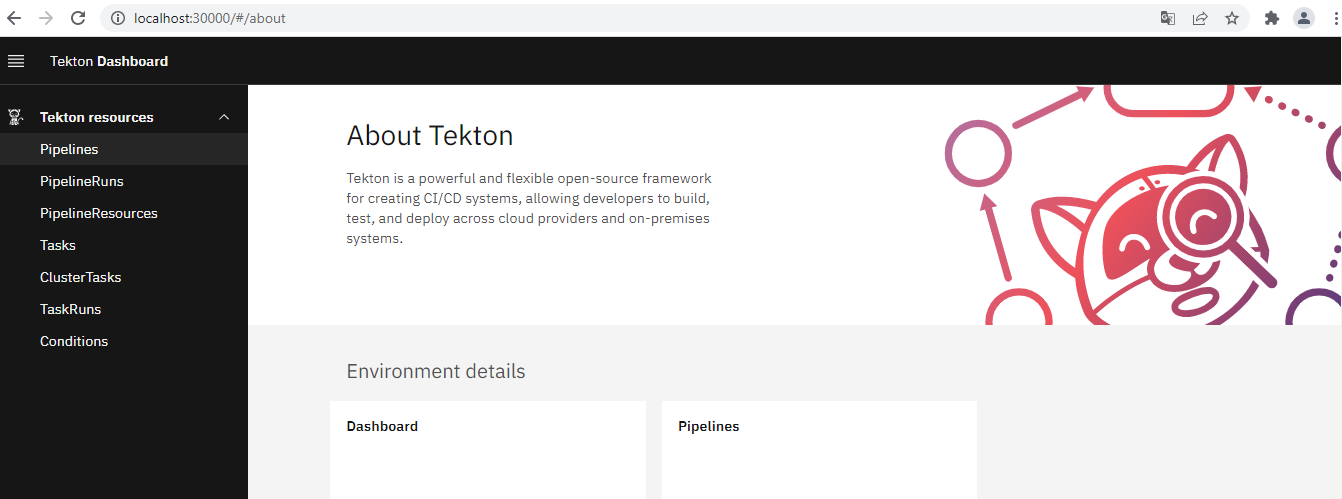 localhost:30000/#/about
Tekton Dashboard
Tekton resources
Pipelines
PipelineRuns
PipelineResources
Tasks
ClusterTasks
TaskRuns
Conditions
About Tekton
Tekton is a powerful and flexible open-source framework
for creating CI/CD systems, allowing developers to build,
test, and deploy across cloud providers and on-premises
systems.
Environment details
Dashboard
Pipelines